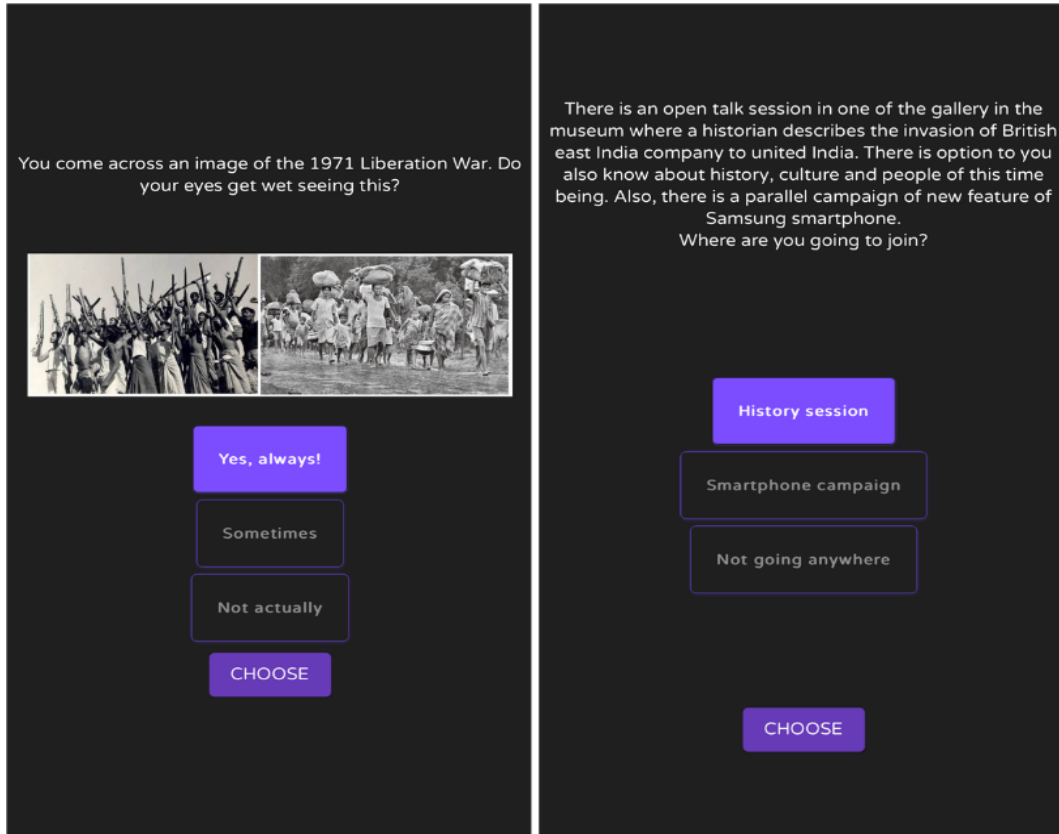 You come across an image of the 1971 Liberation War. Do
your eyes get wet seeing this?
Yes, always!
Sometimes
Not actually
CHOOSE
There is an open talk session in one of the gallery in the
museum where a historian describes the invasion of British
east India company to united India. There is option to you
also know about history, culture and people of this time
being. Also, there is a parallel campaign of new feature of
Samsung smartphone.
Where are you going to join?
History session
Smartphone campaign
Not going anywhere
CHOOSE